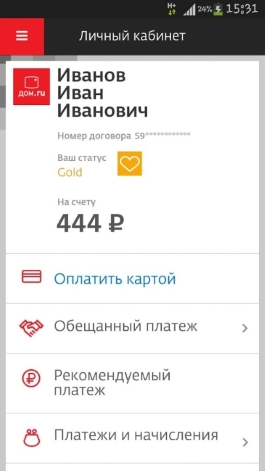 H+ 24% 15:31
Личный кабинет
Иванов
Иван
Иванович
дом.ru
Номер договора 59************
Ваш статус
Gold
На счету
444 ₽
Оплатить картой
Обещанный платеж
Рекомендуемый
платеж
Платежи и начисления